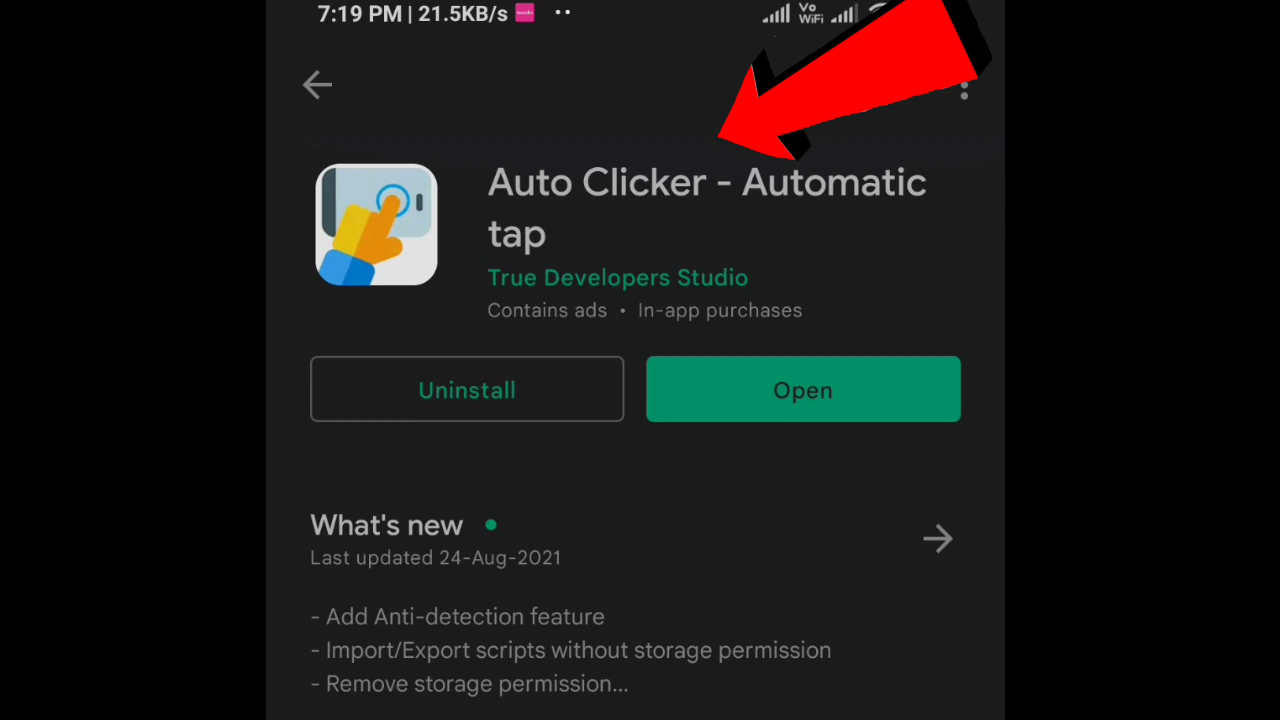 7:19 PM | 21.5KB/s
Vo
WiFi
Auto Clicker - Automatic
tap
True Developers Studio
Contains ads • In-app purchases
Uninstall
Open
What's new
Last updated 24-Aug-2021
- Add Anti-detection feature
- Import/Export scripts without storage permission
- Remove storage permission...